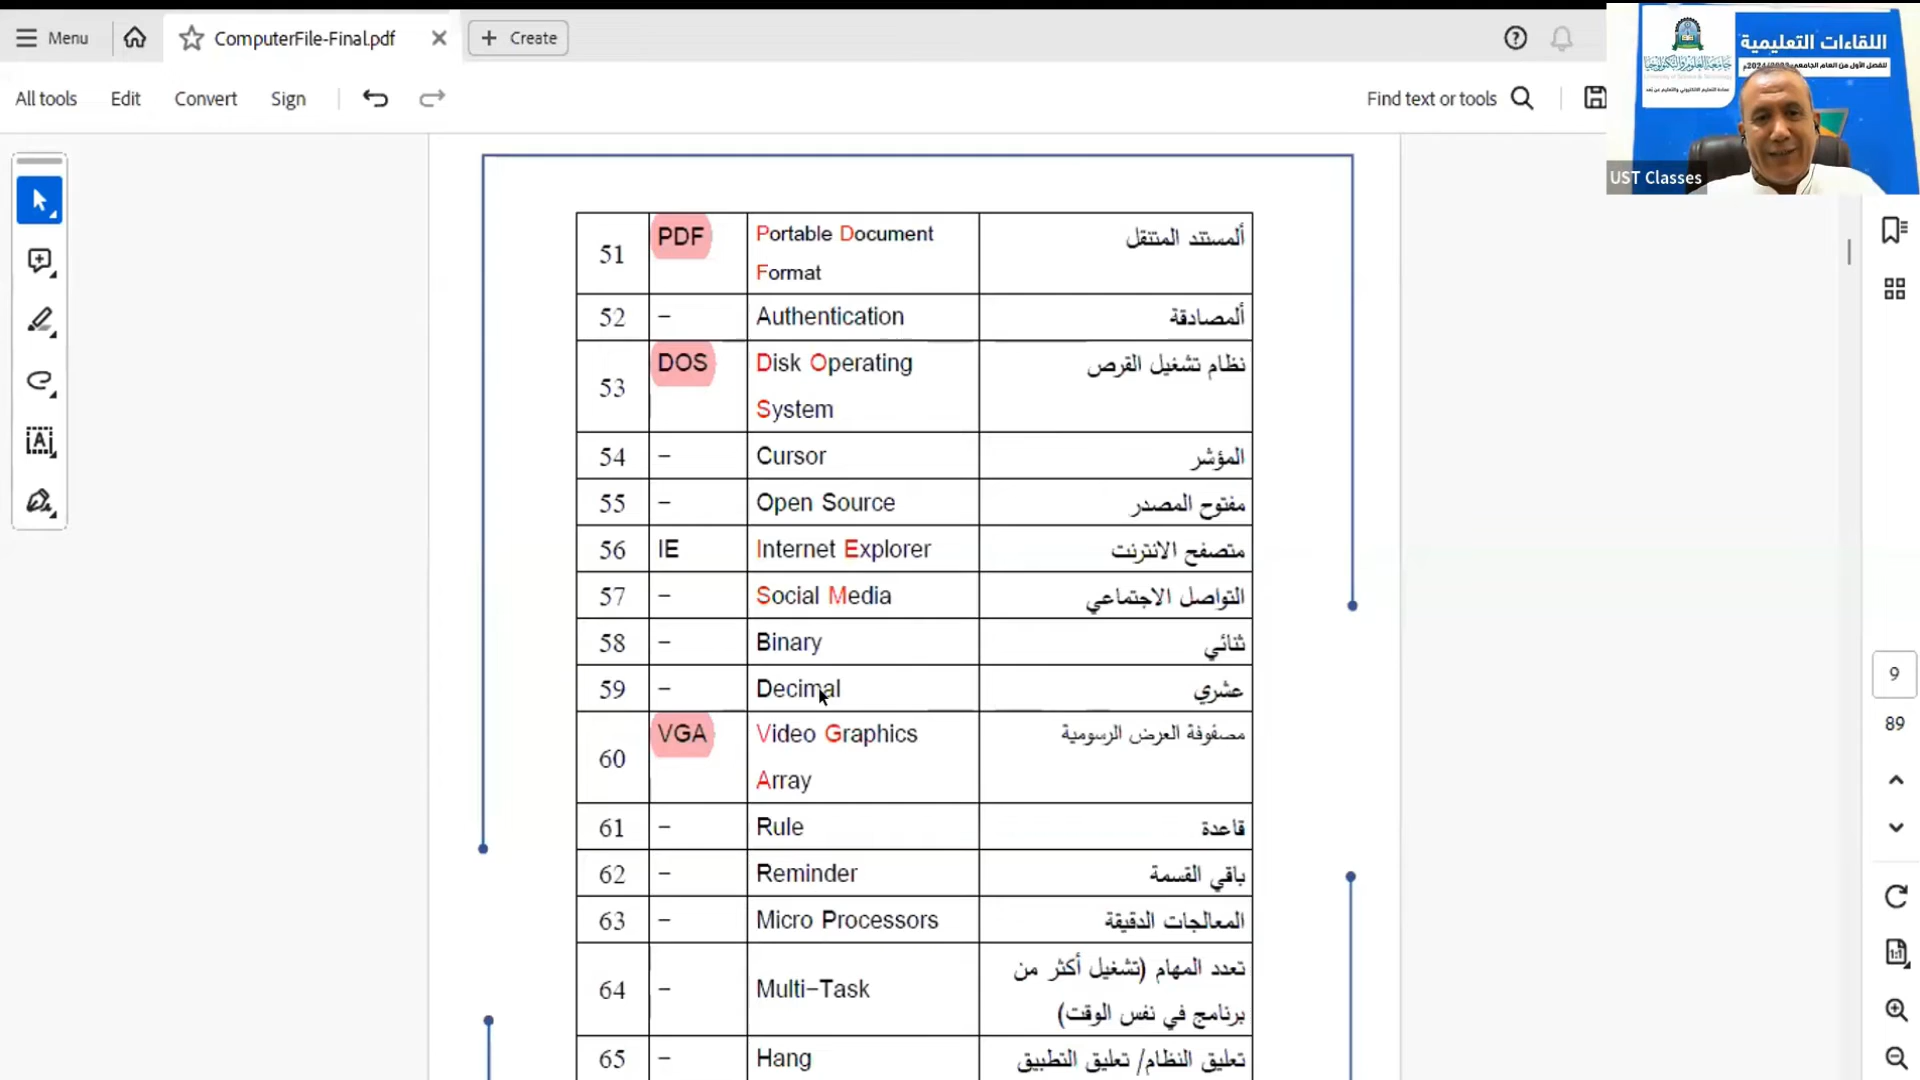 Menu
ComputerFile-Final.pdf
Create
All tools
Edit
Convert
Sign
Find text or tools
اللقاءات التعليمية
UST Classes
51 PDF Portable Document Format ألمستند المتنقل
52 - Authentication ألمصادقة
53 DOS Disk Operating System نظام تشغيل القرص
54 - Cursor المؤشر
55 - Open Source مفتوح المصدر
56 IE Internet Explorer متصفح الانترنت
57 - Social Media التواصل الاجتماعي
58 - Binary ثنائي
59 - Decimal عشري
60 VGA Video Graphics Array مصفوفة العرض الرسومية
61 - Rule قاعدة
62 - Reminder باقي القسمة
63 - Micro Processors المعالجات الدقيقة
64 - Multi-Task تعدد المهام (تشغيل أكثر من برنامج في نفس الوقت)
65 - Hang تعليق النظام/ تعليق التطبيق
9
89
1:1